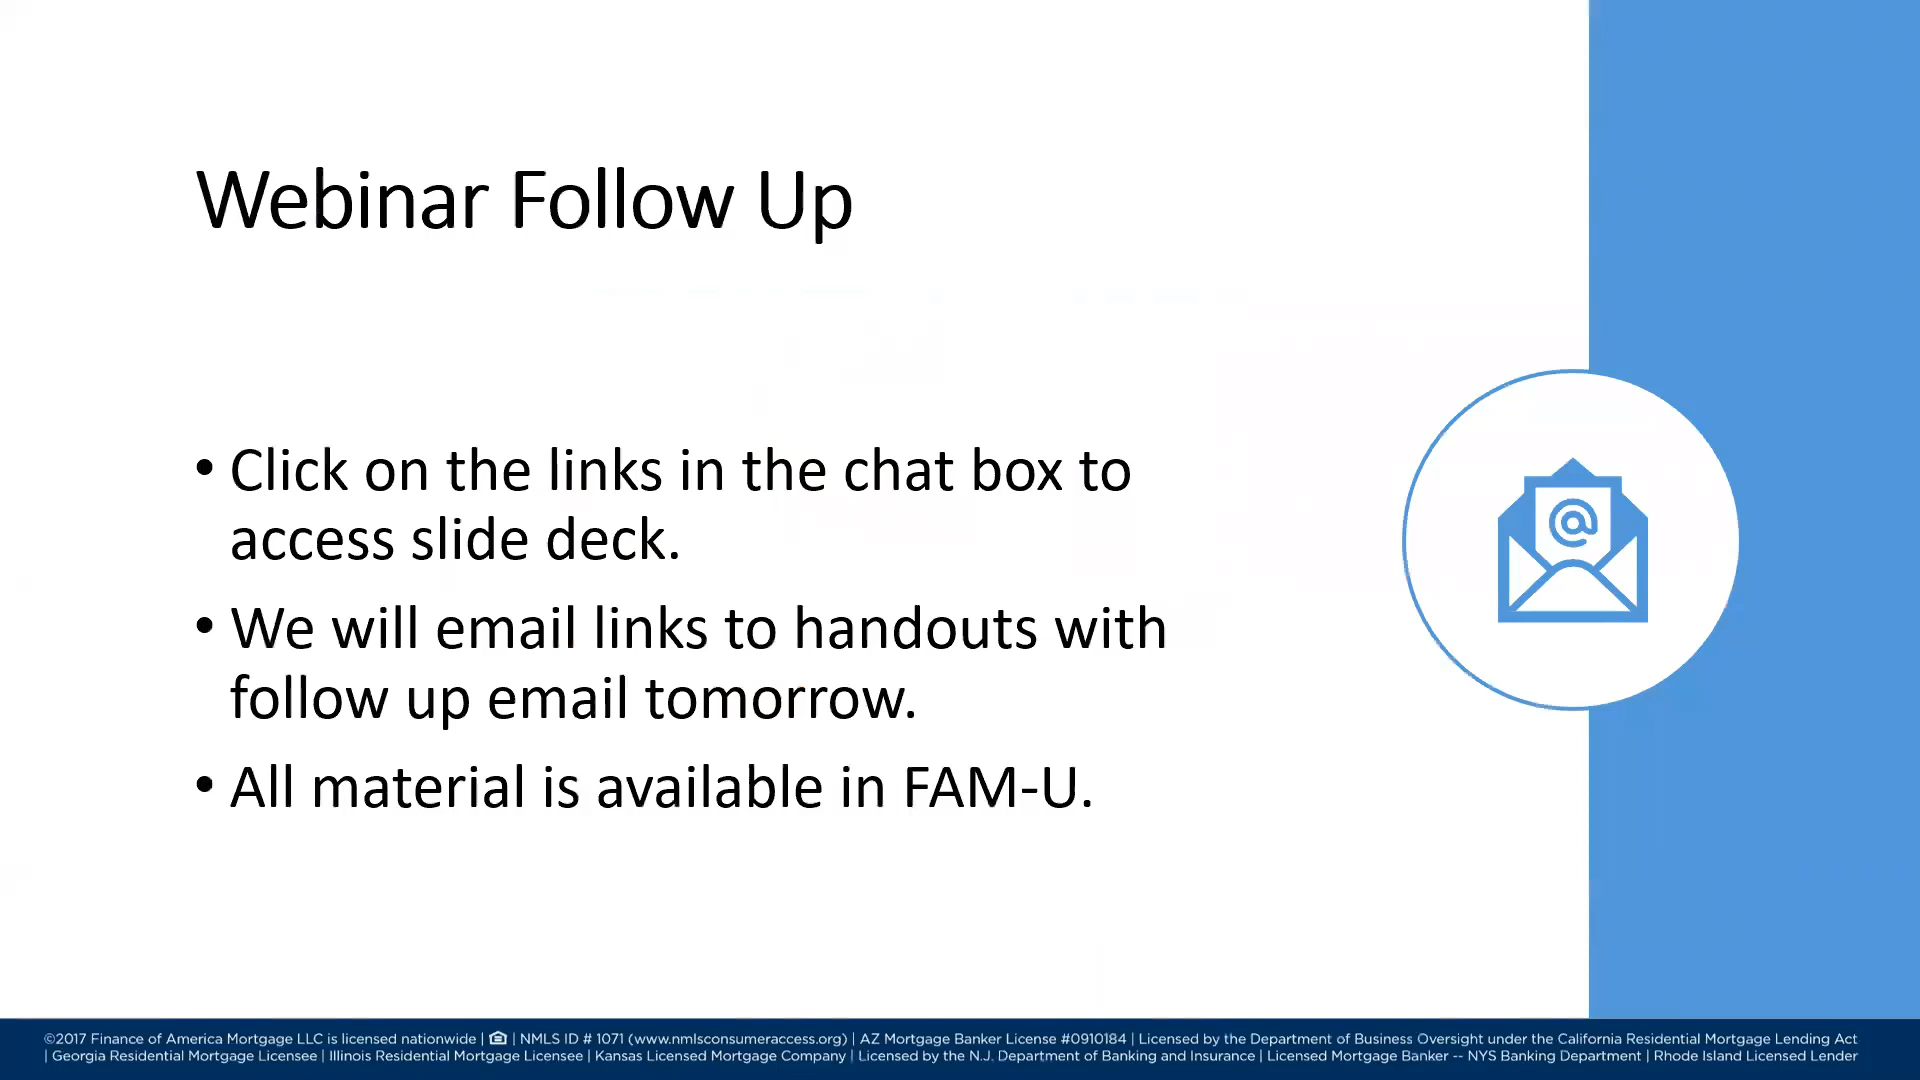 Webinar Follow Up
• Click on the links in the chat box to
access slide deck.
• We will email links to handouts with
follow up email tomorrow.
• All material is available in FAM-U.
@
©2017 Finance of America Mortgage LLC is licensed nationwide | | NMLS ID # 1071 (www.nmlsconsumeraccess.org) | AZ Mortgage Banker License #0910184 | Licensed by the Department of Business Oversight under the California Residential Mortgage Lending Act
| Georgia Residential Mortgage Licensee | Illinois Residential Mortgage Licensee | Kansas Licensed Mortgage Company | Licensed by the N.J. Department of Banking and Insurance | Licensed Mortgage Banker -- NYS Banking Department | Rhode Island Licensed Lender